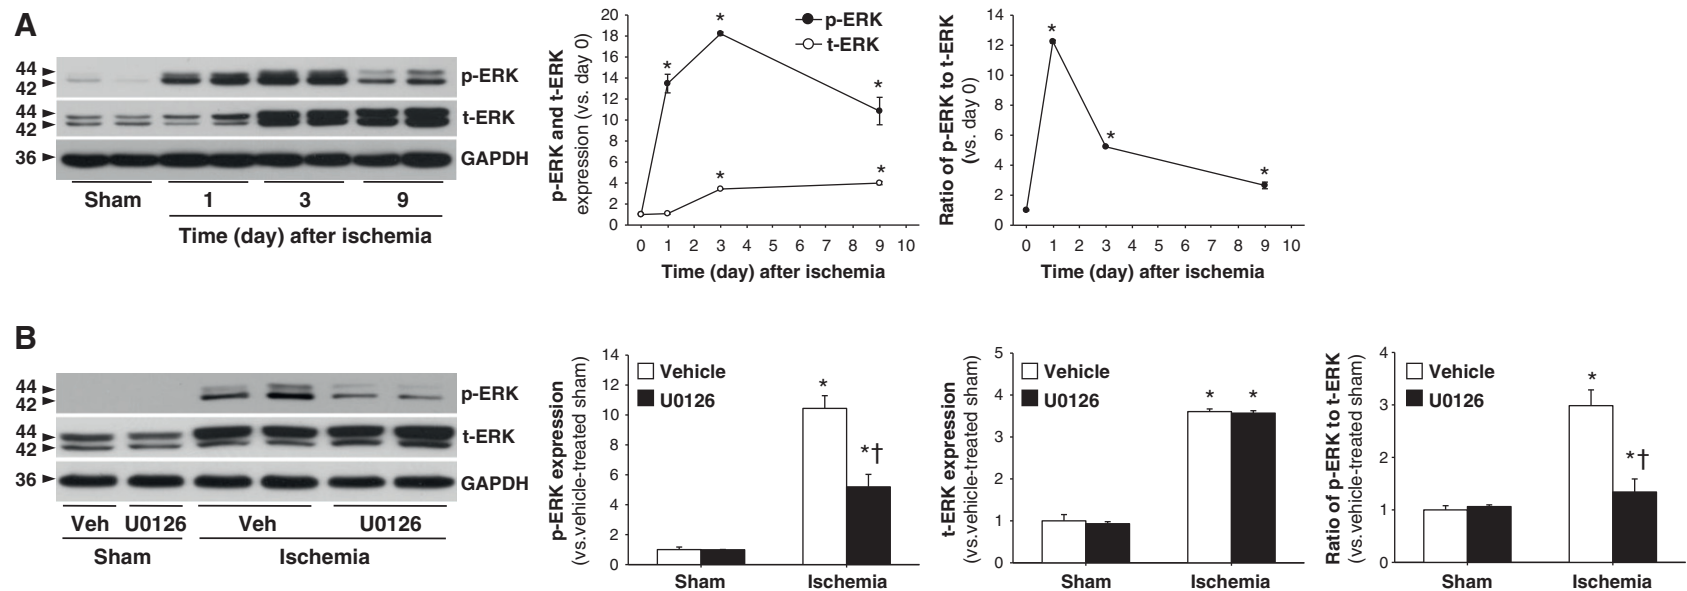 A
44 ►
42 ►
p-ERK
44 ►
42 ►
t-ERK
36 ►
GAPDH
Sham
1
3
9
Time (day) after ischemia
p-ERK and t-ERK
expression (vs. day 0)
20
18
16
14
12
10
8
6
4
2
0
p-ERK
t-ERK
*
*
*
*
*
0 1 2 3 4 5 6 7 8 9 10
Time (day) after ischemia
Ratio of p-ERK to t-ERK
(vs. day 0)
14
12
10
8
6
4
2
0
*
*
*
0 1 2 3 4 5 6 7 8 9 10
Time (day) after ischemia
B
44 ►
42 ►
p-ERK
44 ►
42 ►
t-ERK
36 ►
GAPDH
Veh U0126 Veh U0126
Sham Ischemia
p-ERK expression
(vs.vehicle-treated sham)
14
12
10
8
6
4
2
0
Vehicle
U0126
*
*†
Sham Ischemia
t-ERK expression
(vs.vehicle-treated sham)
5
4
3
2
1
0
Vehicle
U0126
* *
Sham Ischemia
Ratio of p-ERK to t-ERK
(vs.vehicle-treated sham)
4
3
2
1
0
Vehicle
U0126
*
*†
Sham Ischemia